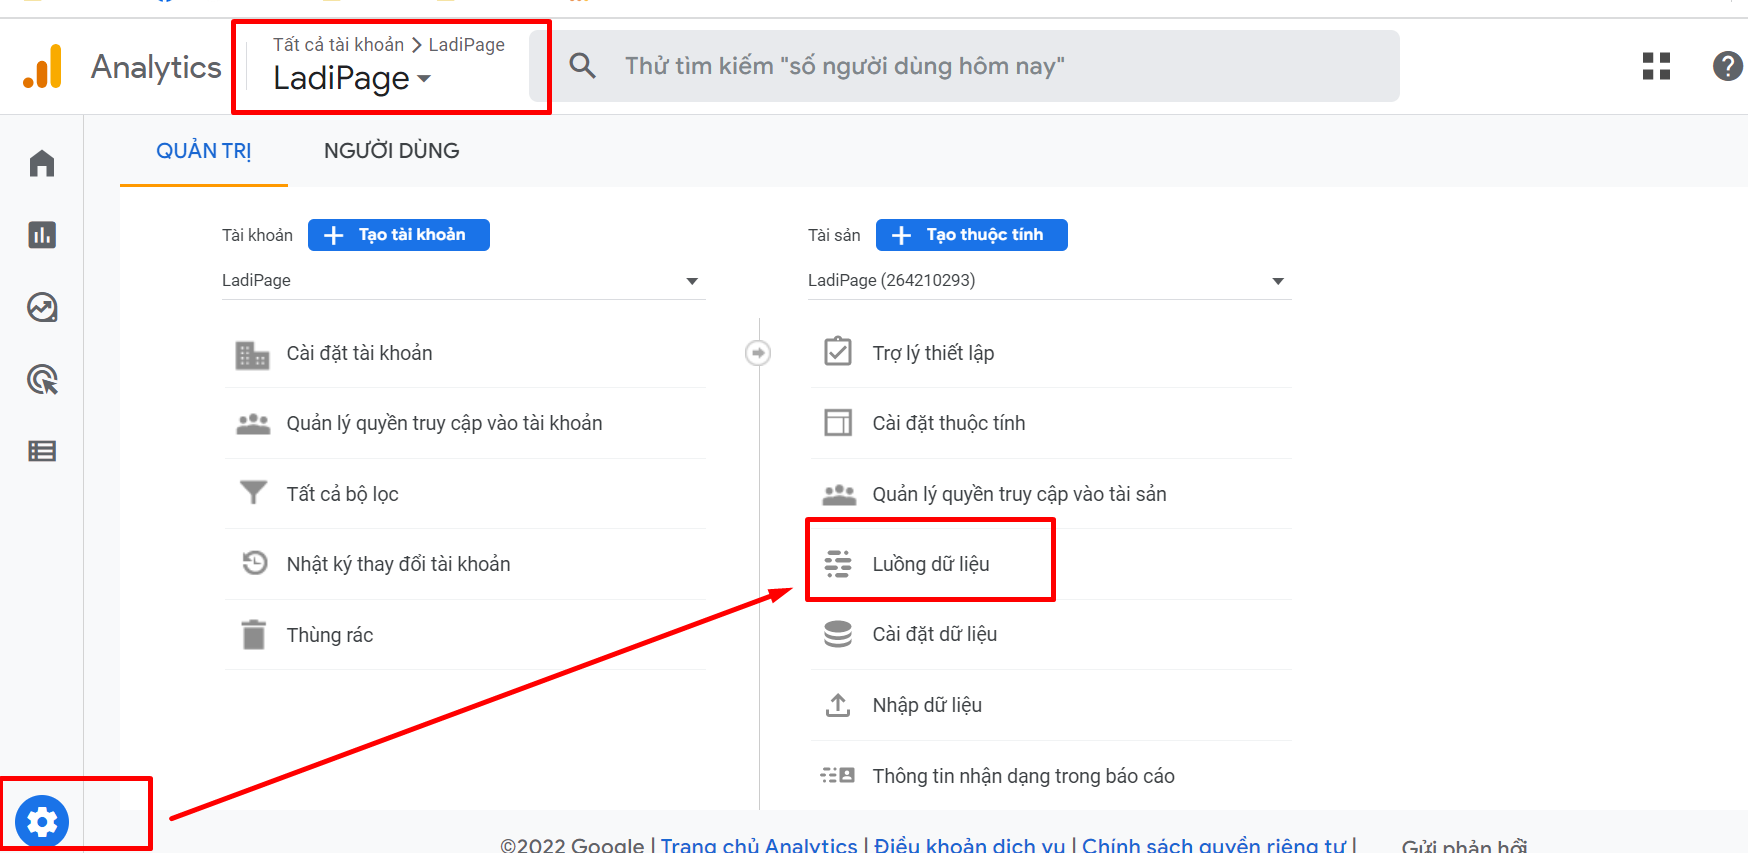 Analytics
Tất cả tài khoản > LadiPage
LadiPage
Thử tìm kiếm "số người dùng hôm nay"
QUẢN TRỊ
NGƯỜI DÙNG
Tài khoản
Tạo tài khoản
LadiPage
Cài đặt tài khoản
Quản lý quyền truy cập vào tài khoản
Tất cả bộ lọc
Nhật ký thay đổi tài khoản
Thùng rác
Tài sản
Tạo thuộc tính
LadiPage (264210293)
Trợ lý thiết lập
Cài đặt thuộc tính
Quản lý quyền truy cập vào tài sản
Luồng dữ liệu
Cài đặt dữ liệu
Nhập dữ liệu
Thông tin nhận dạng trong báo cáo
©2022 Google | Trang chủ Analytics | Điều khoản dịch vụ | Chính sách quyền riêng tư |
Gửi phản hồi